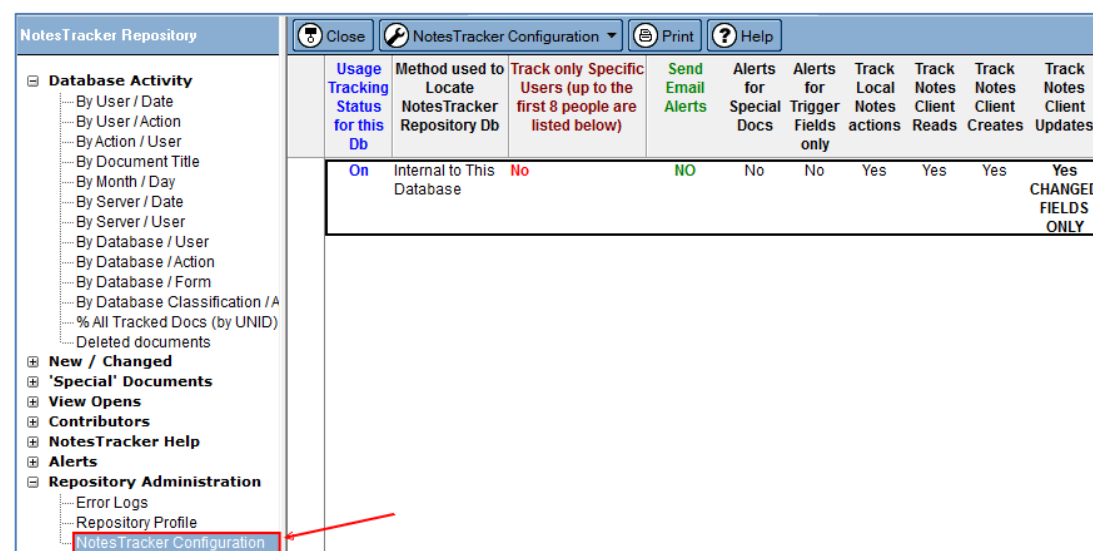 NotesTracker Repository
Close
NotesTracker Configuration
Print
Help
Database Activity
By User / Date
By User / Action
By Action / User
By Document Title
By Month / Day
By Server / Date
By Server / User
By Database / User
By Database / Action
By Database / Form
By Database Classification / A
% All Tracked Docs (by UNID)
Deleted documents
New / Changed
'Special' Documents
View Opens
Contributors
NotesTracker Help
Alerts
Repository Administration
Error Logs
Repository Profile
NotesTracker Configuration
Usage
Tracking
Status
for this
Db
Method used to
Locate
NotesTracker
Repository Db
Track only Specific
Users (up to the
first 8 people are
listed below)
Send
Email
Alerts
Alerts
for
Special
Docs
Alerts
for
Trigger
Fields
only
Track
Local
Notes
actions
Track
Notes
Client
Reads
Track
Notes
Client
Creates
Track
Notes
Client
Updates
On
Internal to This
Database
No
NO
No
No
Yes
Yes
Yes
Yes
CHANGED
FIELDS
ONLY